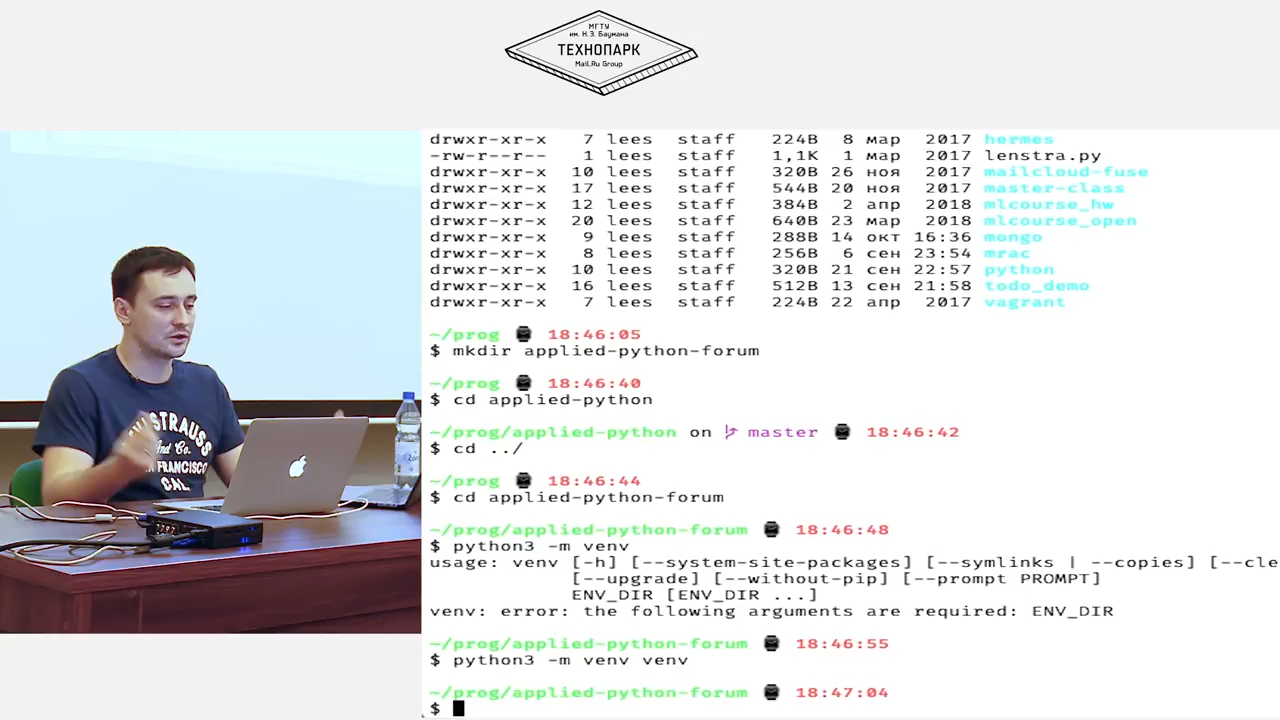 МГТУ
им. Н.Э. Баумана
ТЕХНОПАРК
Mail.Ru Group
drwxr-xr-x 7 lees staff 224B 8 мар 2017 hermes
-rw-r--r-- 1 lees staff 1,1K 1 мар 2017 lenstra.py
drwxr-xr-x 10 lees staff 320B 26 ноя 2017 mailcloud-fuse
drwxr-xr-x 17 lees staff 544B 20 ноя 2017 master-class
drwxr-xr-x 12 lees staff 384B 2 апр 2018 mlcourse_hw
drwxr-xr-x 20 lees staff 640B 23 мар 2018 mlcourse_open
drwxr-xr-x 9 lees staff 288B 14 окт 16:36 mongo
drwxr-xr-x 8 lees staff 256B 6 сен 23:54 mrac
drwxr-xr-x 10 lees staff 320B 21 сен 22:57 python
drwxr-xr-x 16 lees staff 512B 13 сен 21:58 todo_demo
drwxr-xr-x 7 lees staff 224B 22 апр 2017 vagrant
~/prog 18:46:05
$ mkdir applied-python-forum
~/prog 18:46:40
$ cd applied-python
~/prog/applied-python on master 18:46:42
$ cd ../
~/prog 18:46:44
$ cd applied-python-forum
~/prog/applied-python-forum 18:46:48
$ python3 -m venv
usage: venv [-h] [--system-site-packages] [--symlinks | --copies] [--cle
[--upgrade] [--without-pip] [--prompt PROMPT]
ENV_DIR [ENV_DIR ...]
venv: error: the following arguments are required: ENV_DIR
~/prog/applied-python-forum 18:46:55
$ python3 -m venv venv
~/prog/applied-python-forum 18:47:04
$
STRAUSS
And Co.
FRANCISCO
CAL.